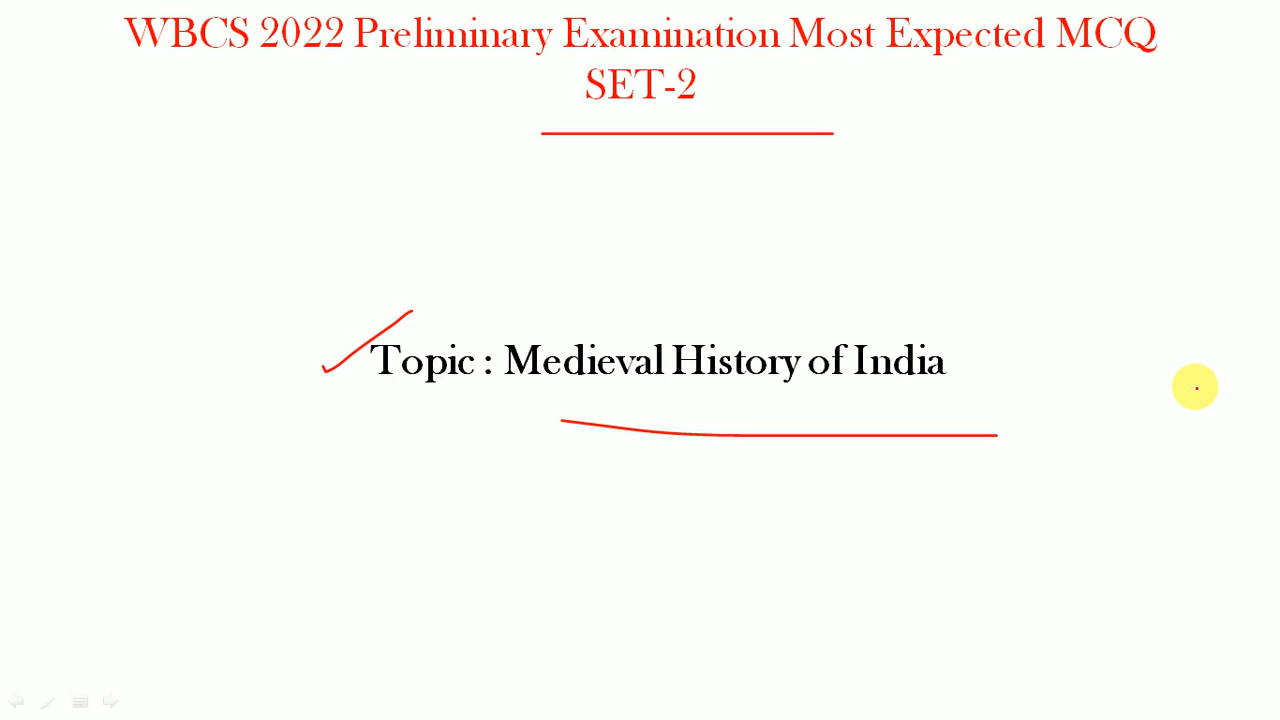 WBCS 2022 Preliminary Examination Most Expected MCQ
SET-2
Topic : Medieval History of India